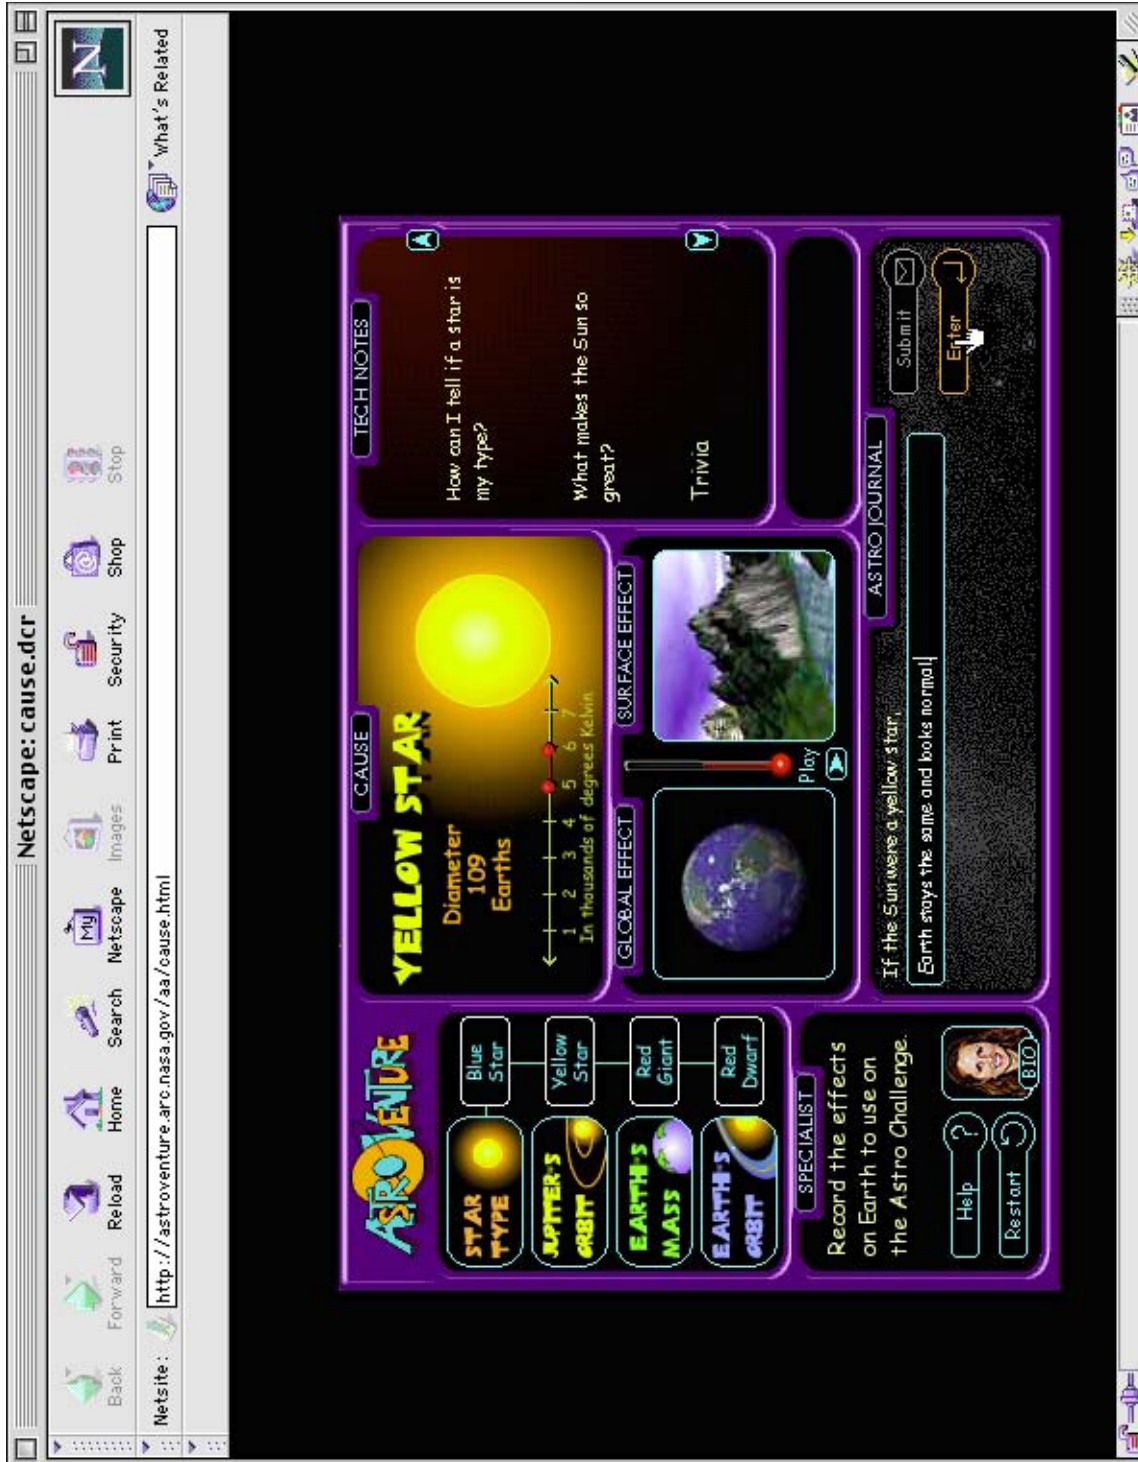 Netscape: cause.dcr
N
Back
Forward
Reload
Home
Search
My
Netscape
Images
Print
Security
Shop
Stop
Netsite: http://astroventure.arc.nasa.gov/aa/cause.html
What's Related
ASTROVENTURE
STAR
TYPE
JUPITER'S
ORBIT
EARTH'S
MASS
EARTH'S
ORBIT
Blue
Star
Yellow
Star
Red
Giant
Red
Dwarf
CAUSE
YELLOW STAR
Diameter
109
Earths
1 2 3 4 5 6 7
In thousands of degrees Kelvin
TECH NOTES
How can I tell if a star is
my type?
What makes the Sun so
great?
Trivia
GLOBAL EFFECT
SURFACE EFFECT
Play
SPECIALIST
Record the effects
on Earth to use on
the Astro Challenge.
Help ?
Restart
BIO
ASTRO JOURNAL
If the Sun were a yellow star,
Earth stays the same and looks normal
Submit
Enter